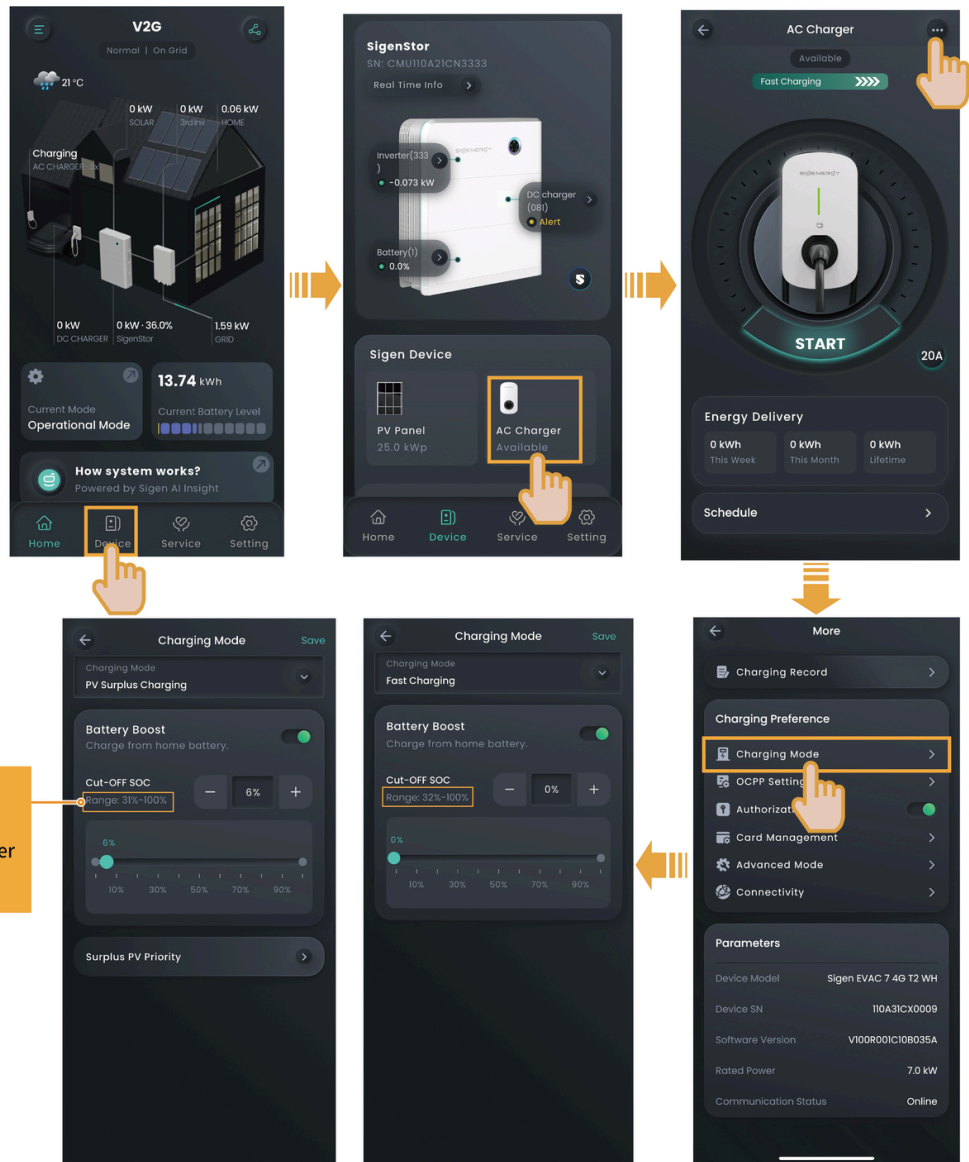 V2G
Normal | On Grid
21 °C
0 kW
SOLAR
0 kW
3rd Inv
0.06 kW
HOME
Charging
AC CHARGER
0 kW
DC CHARGER
0 kW · 36.0%
SigenStor
1.59 kW
GRID
Current Mode
Operational Mode
13.74 kWh
Current Battery Level
How system works?
Powered by Sigen AI Insight
Home
Device
Service
Setting
SigenStor
SN: CMU110A21CN3333
Real Time Info
SIGENERGY
Inverter(333
)
-0.073 kW
DC charger
(081)
Alert
Battery(1)
0.0%
Sigen Device
PV Panel
25.0 kWp
AC Charger
Available
Home
Device
Service
Setting
AC Charger
Available
Fast Charging
SIGENERGY
START
20A
Energy Delivery
0 kWh
This Week
0 kWh
This Month
0 kWh
Lifetime
Schedule
More
Charging Record
Charging Preference
Charging Mode
OCPP Setting
Card Management
Advanced Mode
Connectivity
Parameters
Device Model Sigen EVAC 7 4G T2 WH
Device SN 110A31CX0009
Software Version V100R001C10B035A
Rated Power 7.0 kW
Communication Status Online
Charging Mode
Save
Charging Mode
Fast Charging
Battery Boost
Charge from home battery.
Cut-OFF SOC
Range: 32%-100%
− 0% +
0%
10% 30% 50% 70% 90%
Charging Mode
Save
Charging Mode
PV Surplus Charging
Battery Boost
Charge from home battery.
Cut-OFF SOC
Range: 31%-100%
− 6% +
6%
10% 30% 50% 70% 90%
Surplus PV Priority